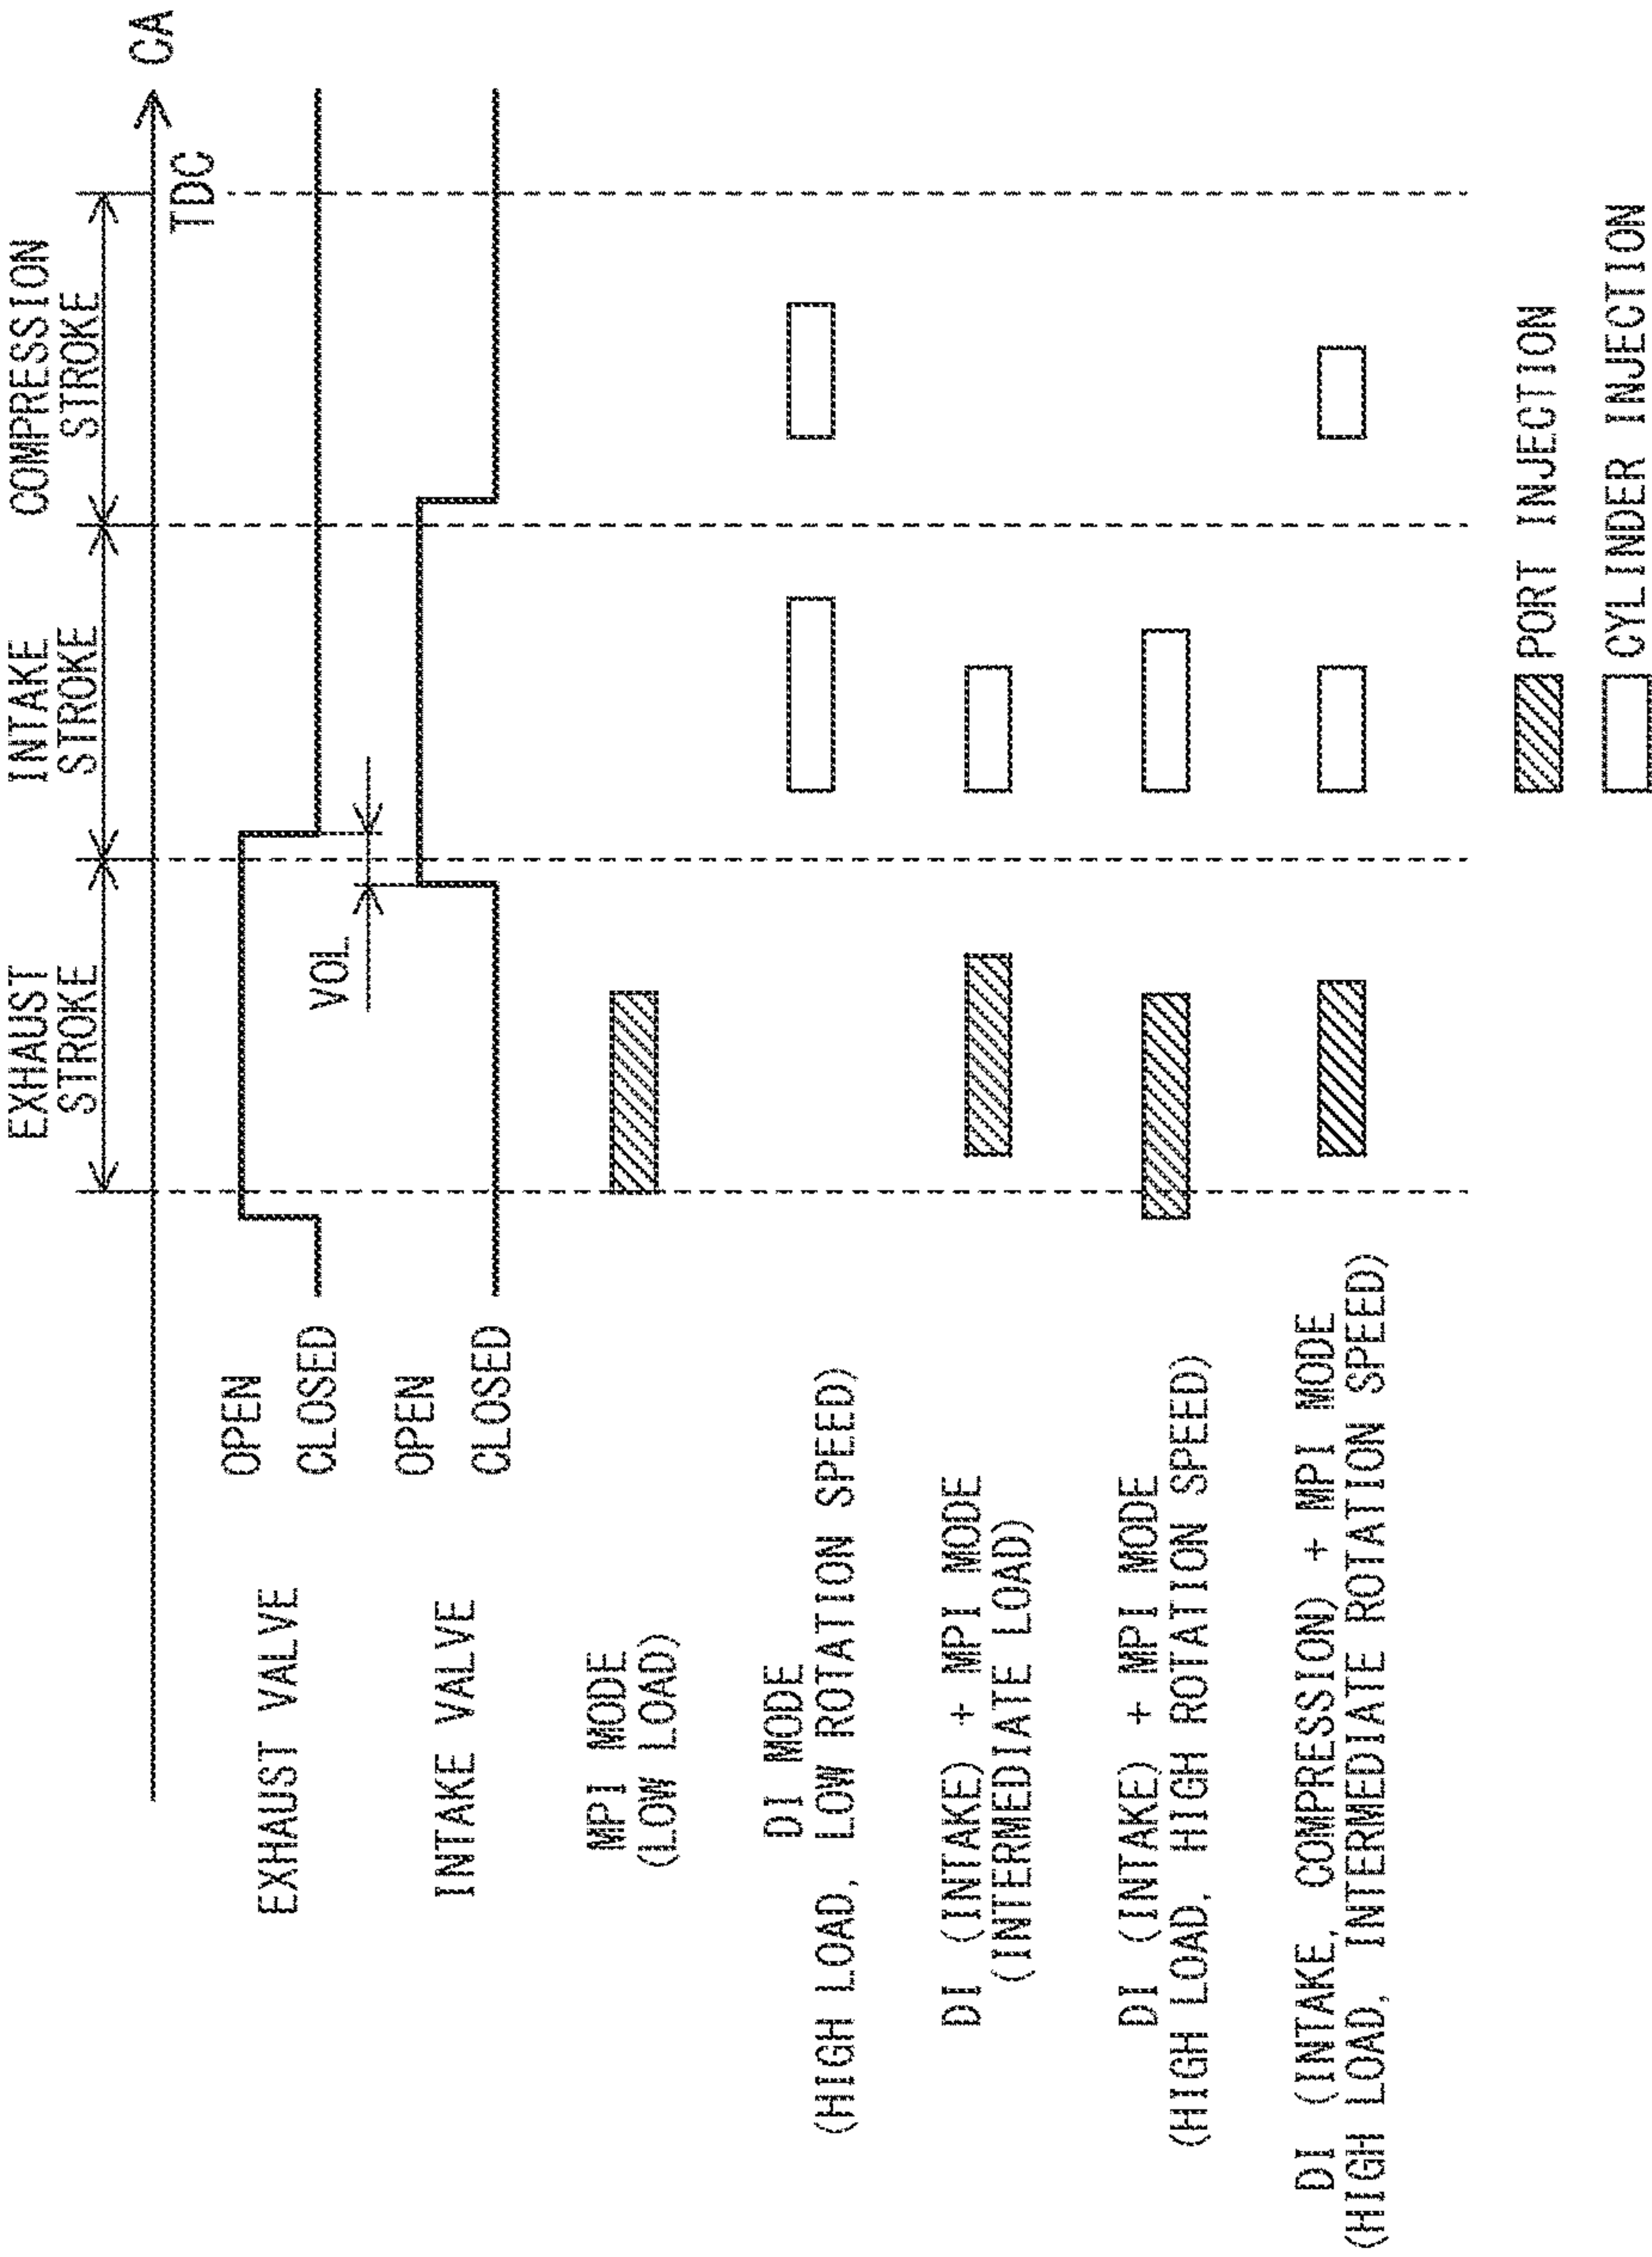 EXHAUST
STROKE
INTAKE
STROKE
COMPRESSION
STROKE
CA
TDC
EXHAUST VALVE
OPEN
CLOSED
VOL
INTAKE VALVE
OPEN
CLOSED
MPI MODE
(LOW LOAD)
DI MODE
(HIGH LOAD, LOW ROTATION SPEED)
DI (INTAKE) + MPI MODE
(INTERMEDIATE LOAD)
DI (INTAKE) + MPI MODE
(HIGH LOAD, HIGH ROTATION SPEED)
DI (INTAKE, COMPRESSION) + MPI MODE
(HIGH LOAD, INTERMEDIATE ROTATION SPEED)
PORT INJECTION
CYLINDER INJECTION